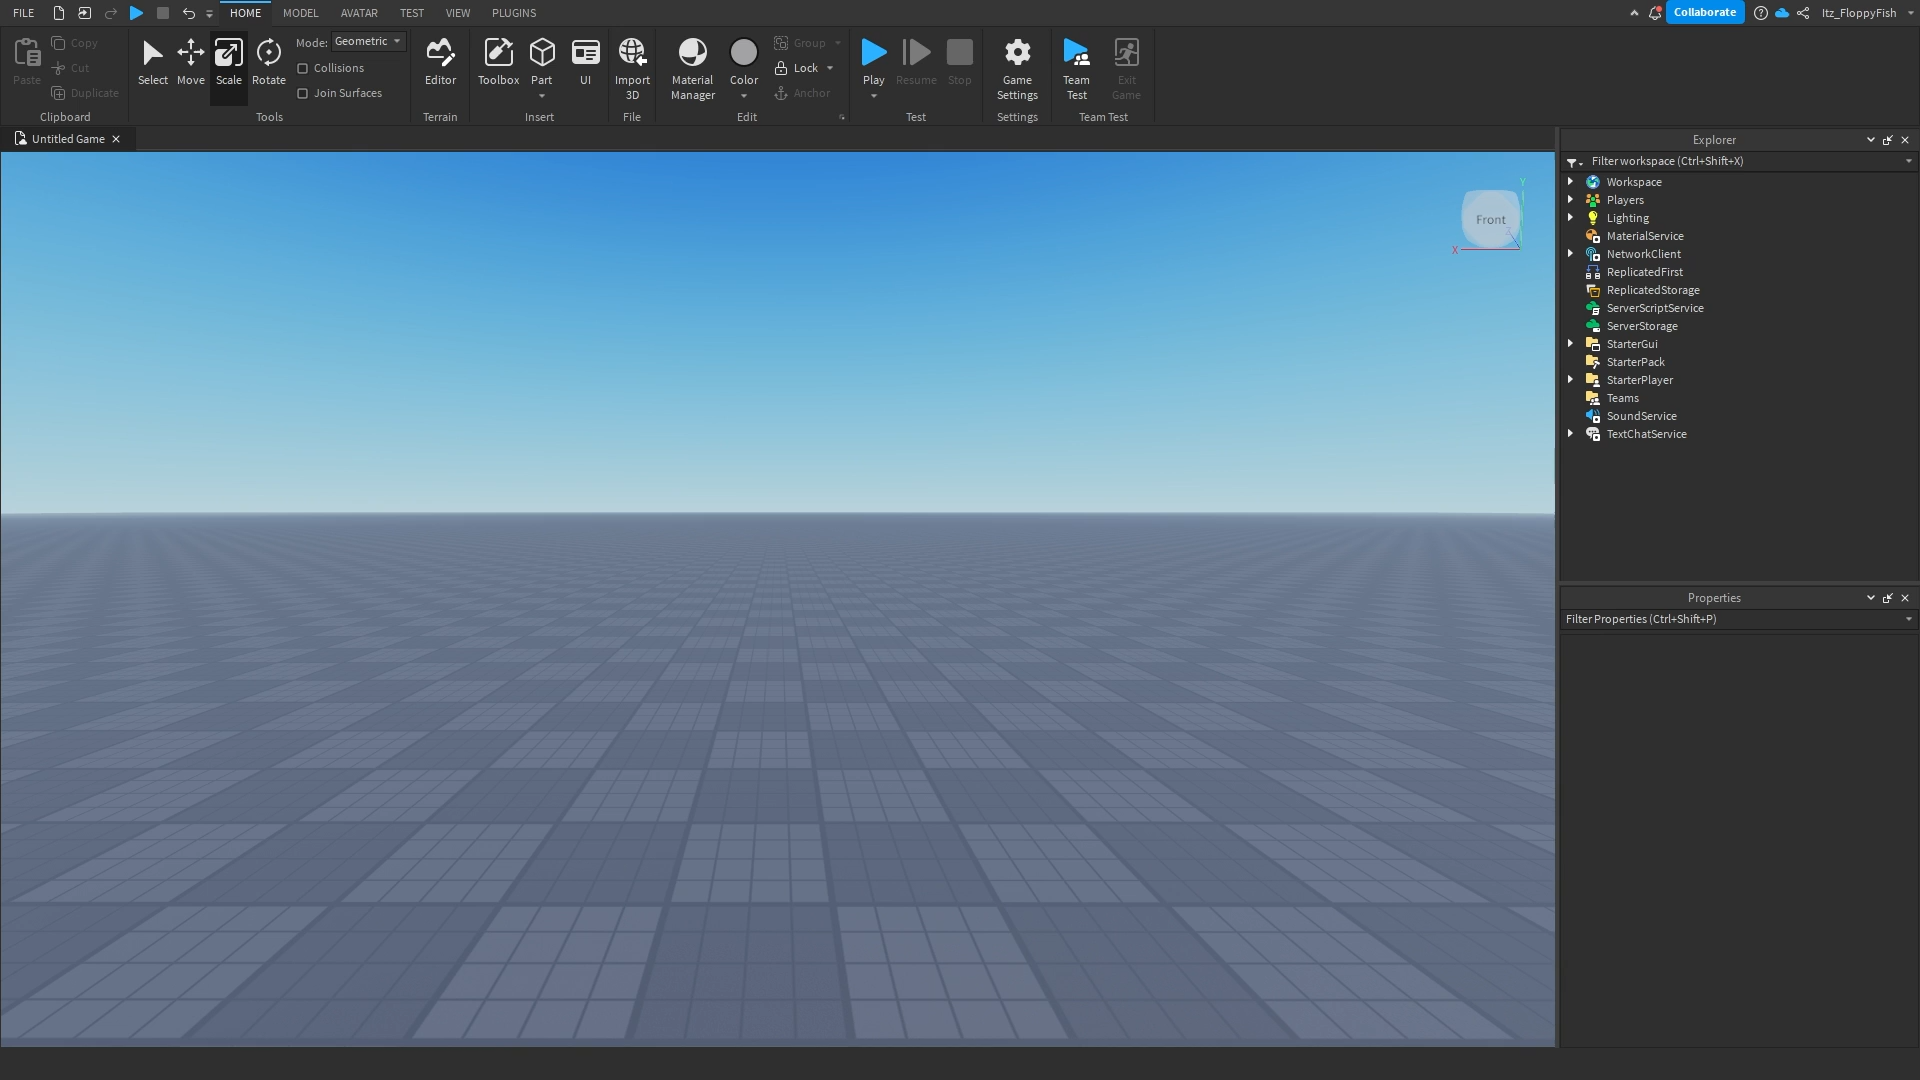 FILE HOME MODEL AVATAR TEST VIEW PLUGINS Collaborate Itz_FloppyFish
Paste Copy Cut Duplicate
Clipboard
Select Move Scale Rotate Mode: Geometric
Collisions
Join Surfaces
Tools
Editor
Terrain
Toolbox Part UI
Insert
Import 3D
File
Material Manager Color Group Lock Anchor
Edit
Play Resume Stop
Test
Game Settings
Settings
Team Test Exit Game
Team Test
Untitled Game
Front
Y
X
Z
Explorer
Filter workspace (Ctrl+Shift+X)
Workspace
Players
Lighting
MaterialService
NetworkClient
ReplicatedFirst
ReplicatedStorage
ServerScriptService
ServerStorage
StarterGui
StarterPack
StarterPlayer
Teams
SoundService
TextChatService
Properties
Filter Properties (Ctrl+Shift+P)